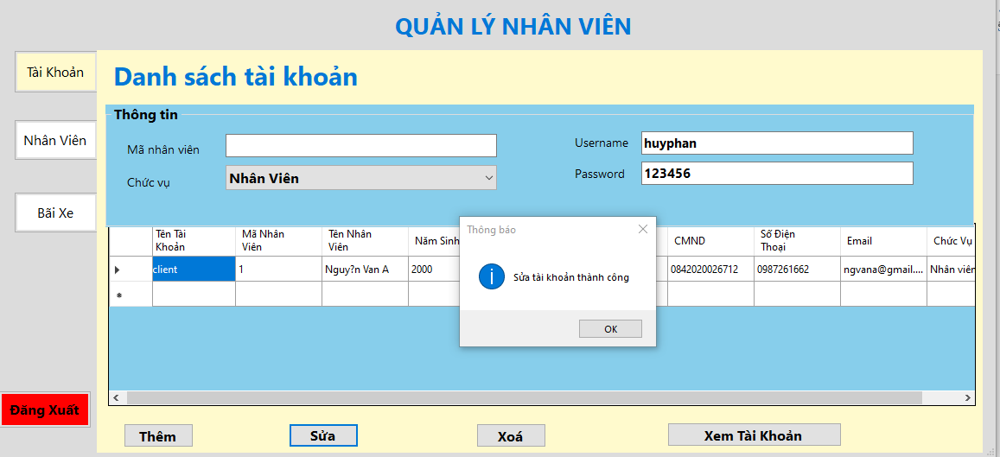 QUẢN LÝ NHÂN VIÊN
Tài Khoản
Nhân Viên
Bãi Xe
Đăng Xuất
Danh sách tài khoản
Thông tin
Mã nhân viên
Chức vụ
Nhân Viên
Username
huyphan
Password
123456
Tên Tài
Khoản
Mã Nhân
Viên
Tên Nhân
Viên
Năm Sinh
CMND
Số Điện
Thoại
Email
Chức Vụ
client
1
Nguy?n Van A
2000
0842020026712
0987261662
ngvana@gmail....
Nhân viên
Thông báo
Sửa tài khoản thành công
OK
Thêm
Sửa
Xoá
Xem Tài Khoản